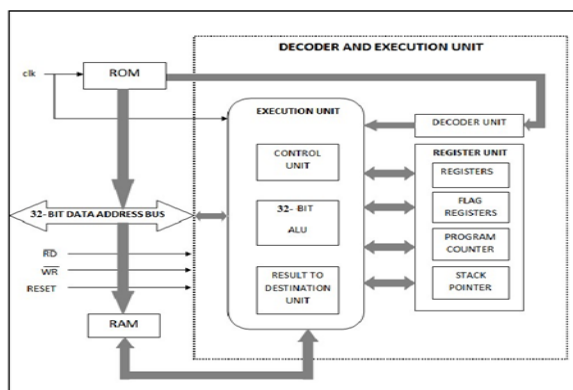 DECODER AND EXECUTION UNIT
clk
ROM
EXECUTION UNIT
DECODER UNIT
CONTROL
UNIT
REGISTER UNIT
REGISTERS
32- BIT DATA ADDRESS BUS
32- BIT
ALU
FLAG
REGISTERS
PROGRAM
COUNTER
RD
WR
RESET
RESULT TO
DESTINATION
UNIT
STACK
POINTER
RAM